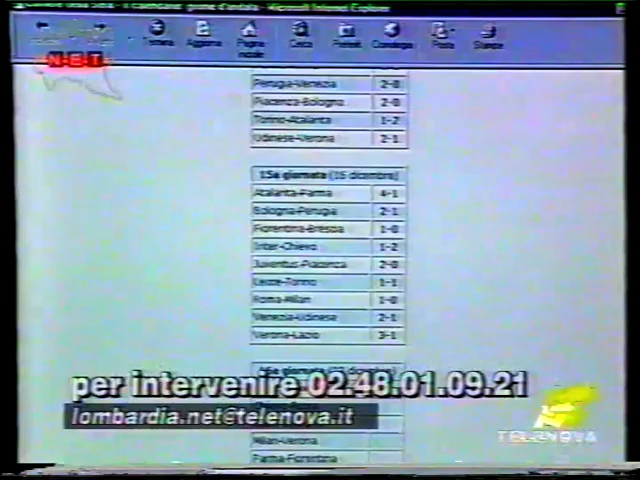 Microsoft Internet Explorer
Termina Aggiorna Pagina iniziale Cerca Preferiti Cronologia Posta Stampa
NET
Perugia-Venezia 2-0
Piacenza-Bologna 2-0
Torino-Atalanta 1-2
Udinese-Verona 2-1
15a giornata (16 dicembre)
Atalanta-Parma 4-1
Bologna-Perugia 2-1
Fiorentina-Brescia 1-0
Inter-Chievo 1-2
Juventus-Piacenza 2-0
Lecce-Torino 1-1
Roma-Milan 1-0
Venezia-Udinese 2-1
Verona-Lazio 3-1
per intervenire 02.48.01.09.21
lombardia.net@telenova.it
TELENOVA
Milan-Verona
Parma-Fiorentina